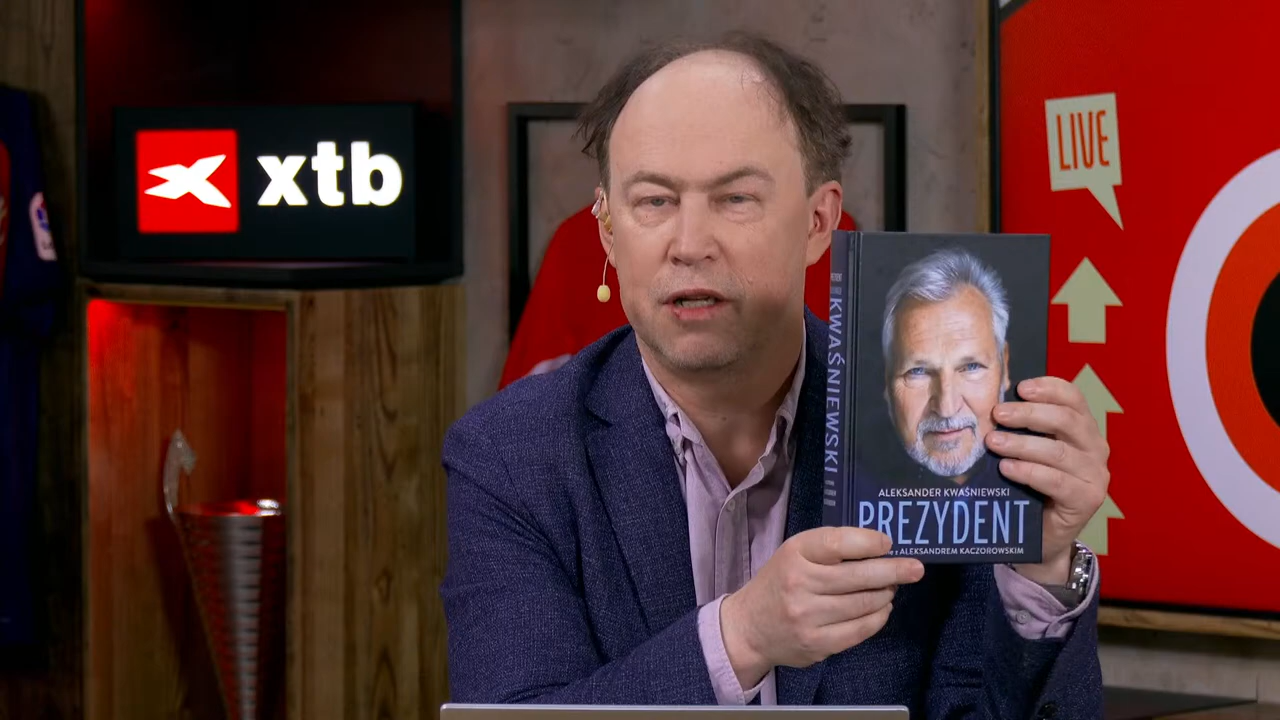 xtb
LIVE
KWAŚNIEWSKI
ALEKSANDER KWAŚNIEWSKI
PREZYDENT
z ALEKSANDREM KACZOROWSKIM